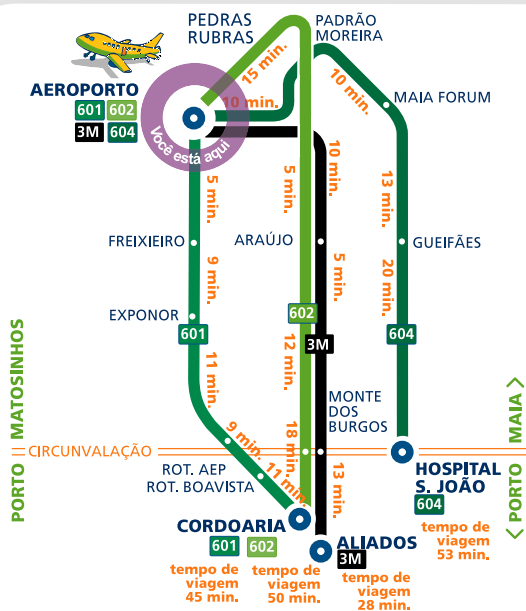 PEDRAS
RUBRAS
PADRÃO
MOREIRA
15 min.
10 min.
10 min.
AEROPORTO
601 602
3M 604
Você está aqui
MAIA FORUM
5 min.
5 min.
10 min.
13 min.
FREIXIEIRO
ARAÚJO
GUEIFÃES
9 min.
5 min.
20 min.
EXPONOR
601
602
3M
604
11 min.
12 min.
MATOSINHOS
PORTO
MONTE
DOS
BURGOS
MAIA >
< PORTO
9 min.
18 min.
CIRCUNVALAÇÃO
ROT. AEP
ROT. BOAVISTA
11 min.
13 min.
HOSPITAL
S. JOÃO
604
tempo de
viagem
53 min.
CORDOARIA
601 602
tempo de
viagem
45 min.
tempo de
viagem
50 min.
ALIADOS
3M
tempo de
viagem
28 min.